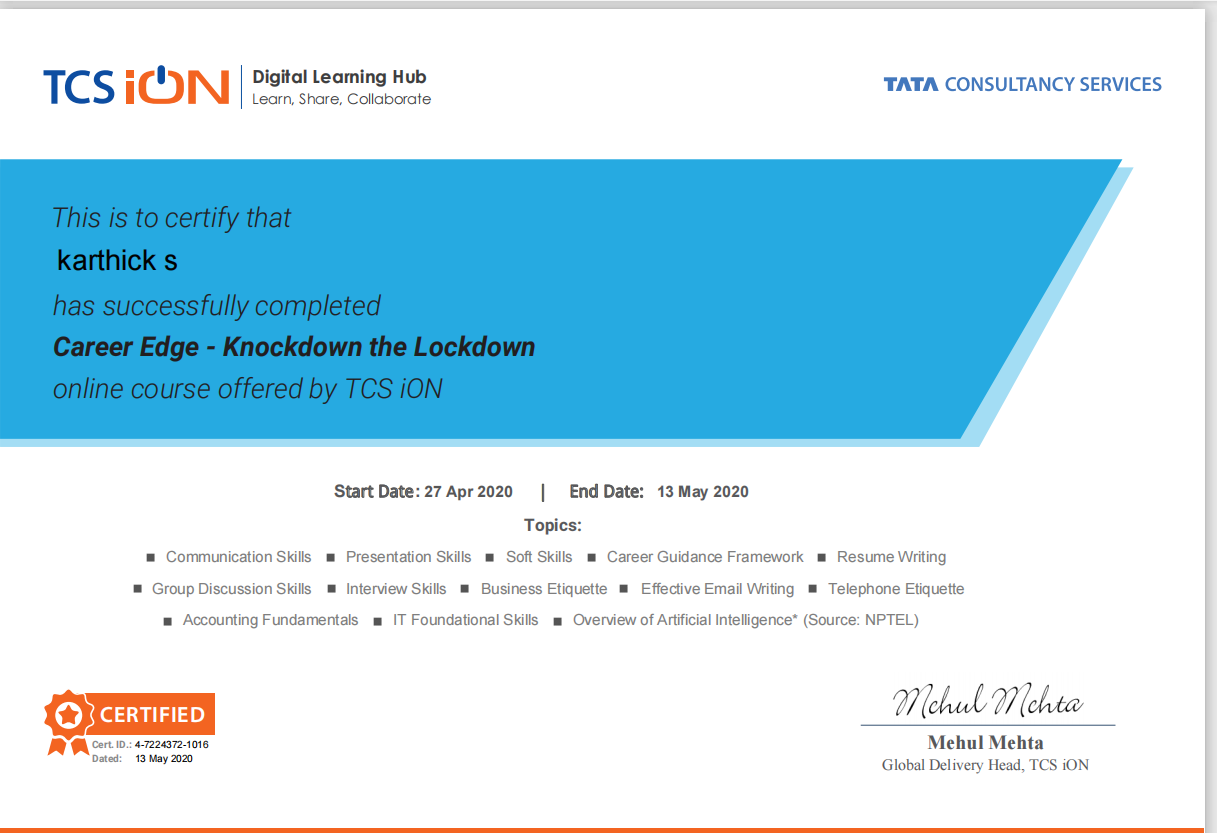 TCS iON Digital Learning Hub
Learn, Share, Collaborate
TATA CONSULTANCY SERVICES
This is to certify that
karthick s
has successfully completed
Career Edge - Knockdown the Lockdown
online course offered by TCS iON
Start Date: 27 Apr 2020 | End Date: 13 May 2020
Topics:
■ Communication Skills ■ Presentation Skills ■ Soft Skills ■ Career Guidance Framework ■ Resume Writing
■ Group Discussion Skills ■ Interview Skills ■ Business Etiquette ■ Effective Email Writing ■ Telephone Etiquette
■ Accounting Fundamentals ■ IT Foundational Skills ■ Overview of Artificial Intelligence* (Source: NPTEL)
CERTIFIED
Cert. ID.: 4-7224372-1016
Dated: 13 May 2020
Mehul Mehta
Mehul Mehta
Global Delivery Head, TCS iON